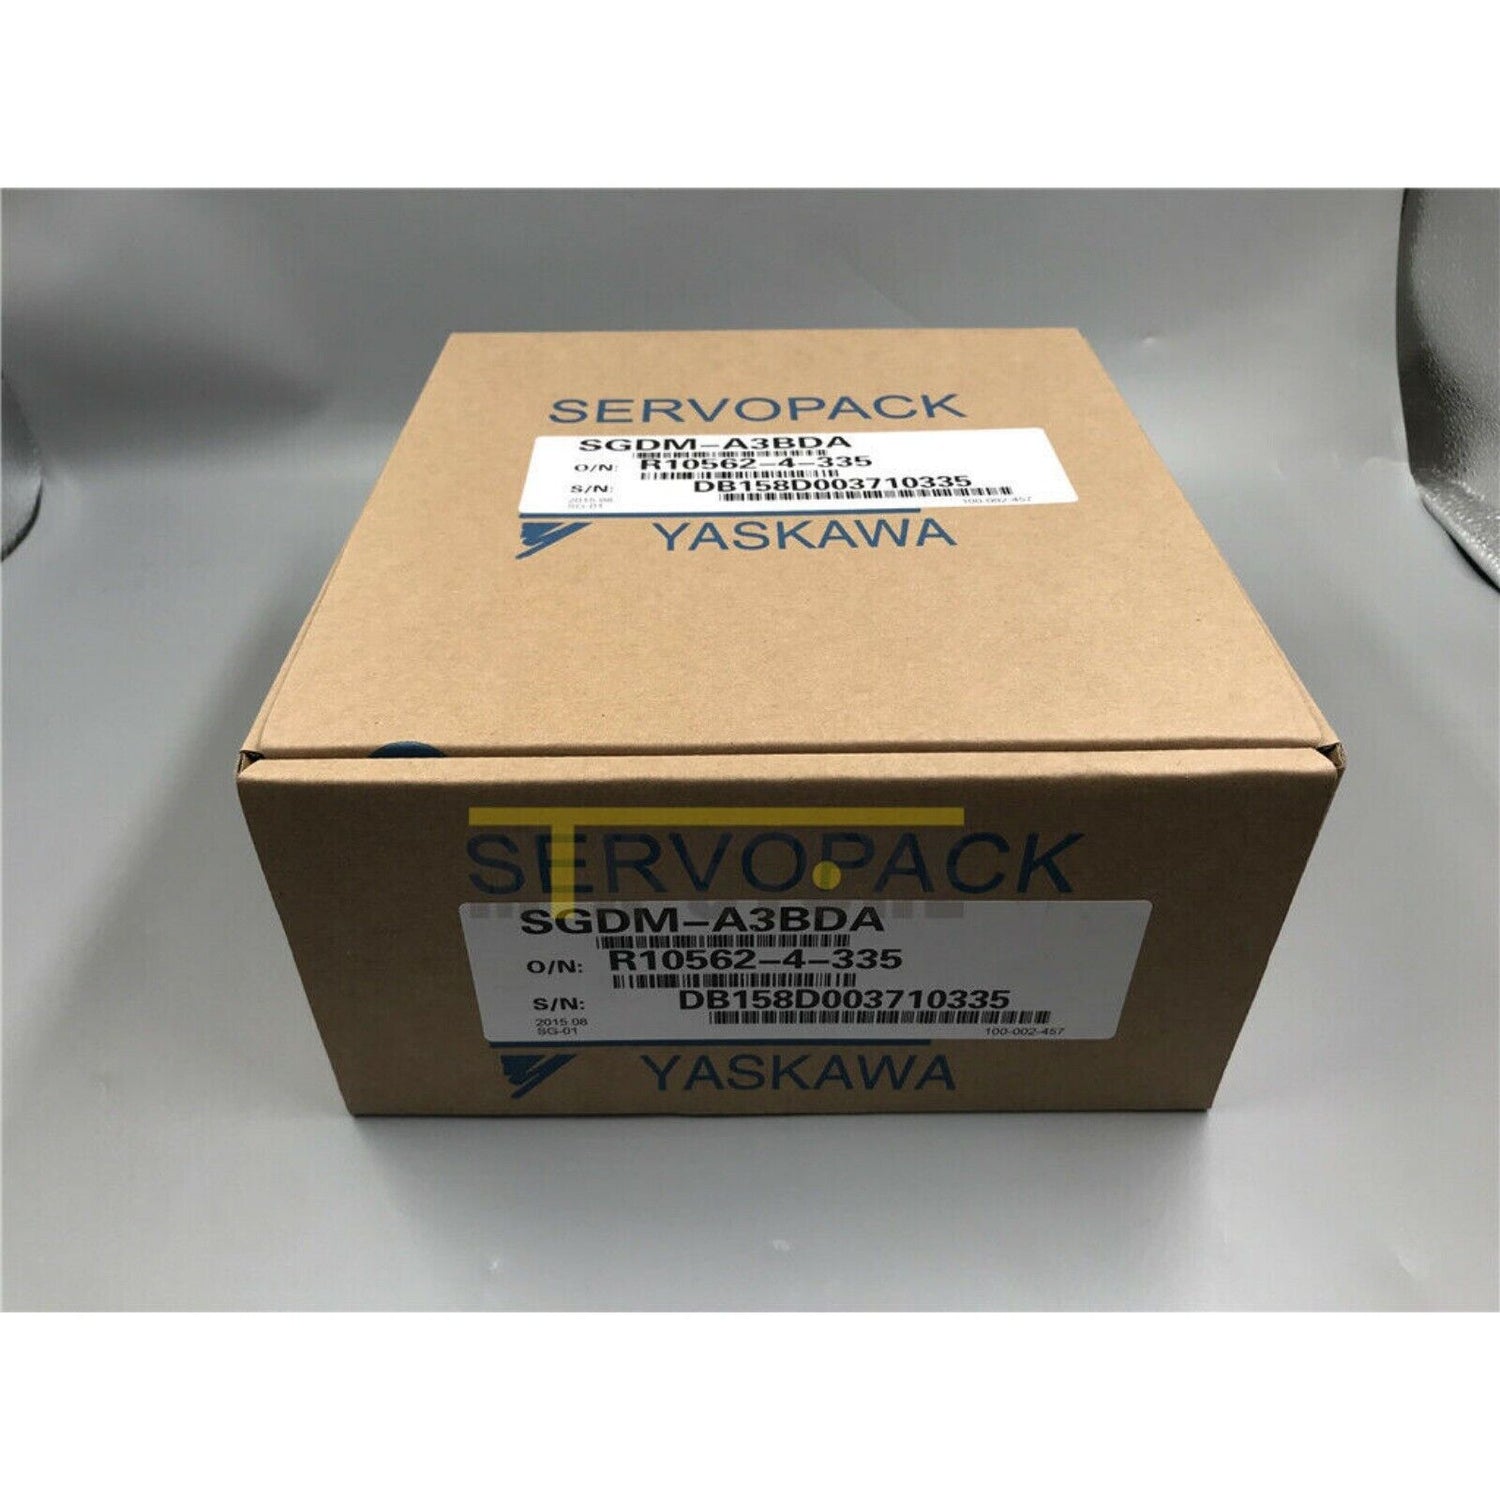 SERVOPACK
SGDM-A3BDA
O/N: R10562-4-335
S/N: DB158D003710335
2015.08
SG-01 100-002-457
YASKAWA
SERVOPACK
SGDM-A3BDA
O/N: R10562-4-335
S/N: DB158D003710335
2015.08
SG-01 100-002-457
YASKAWA